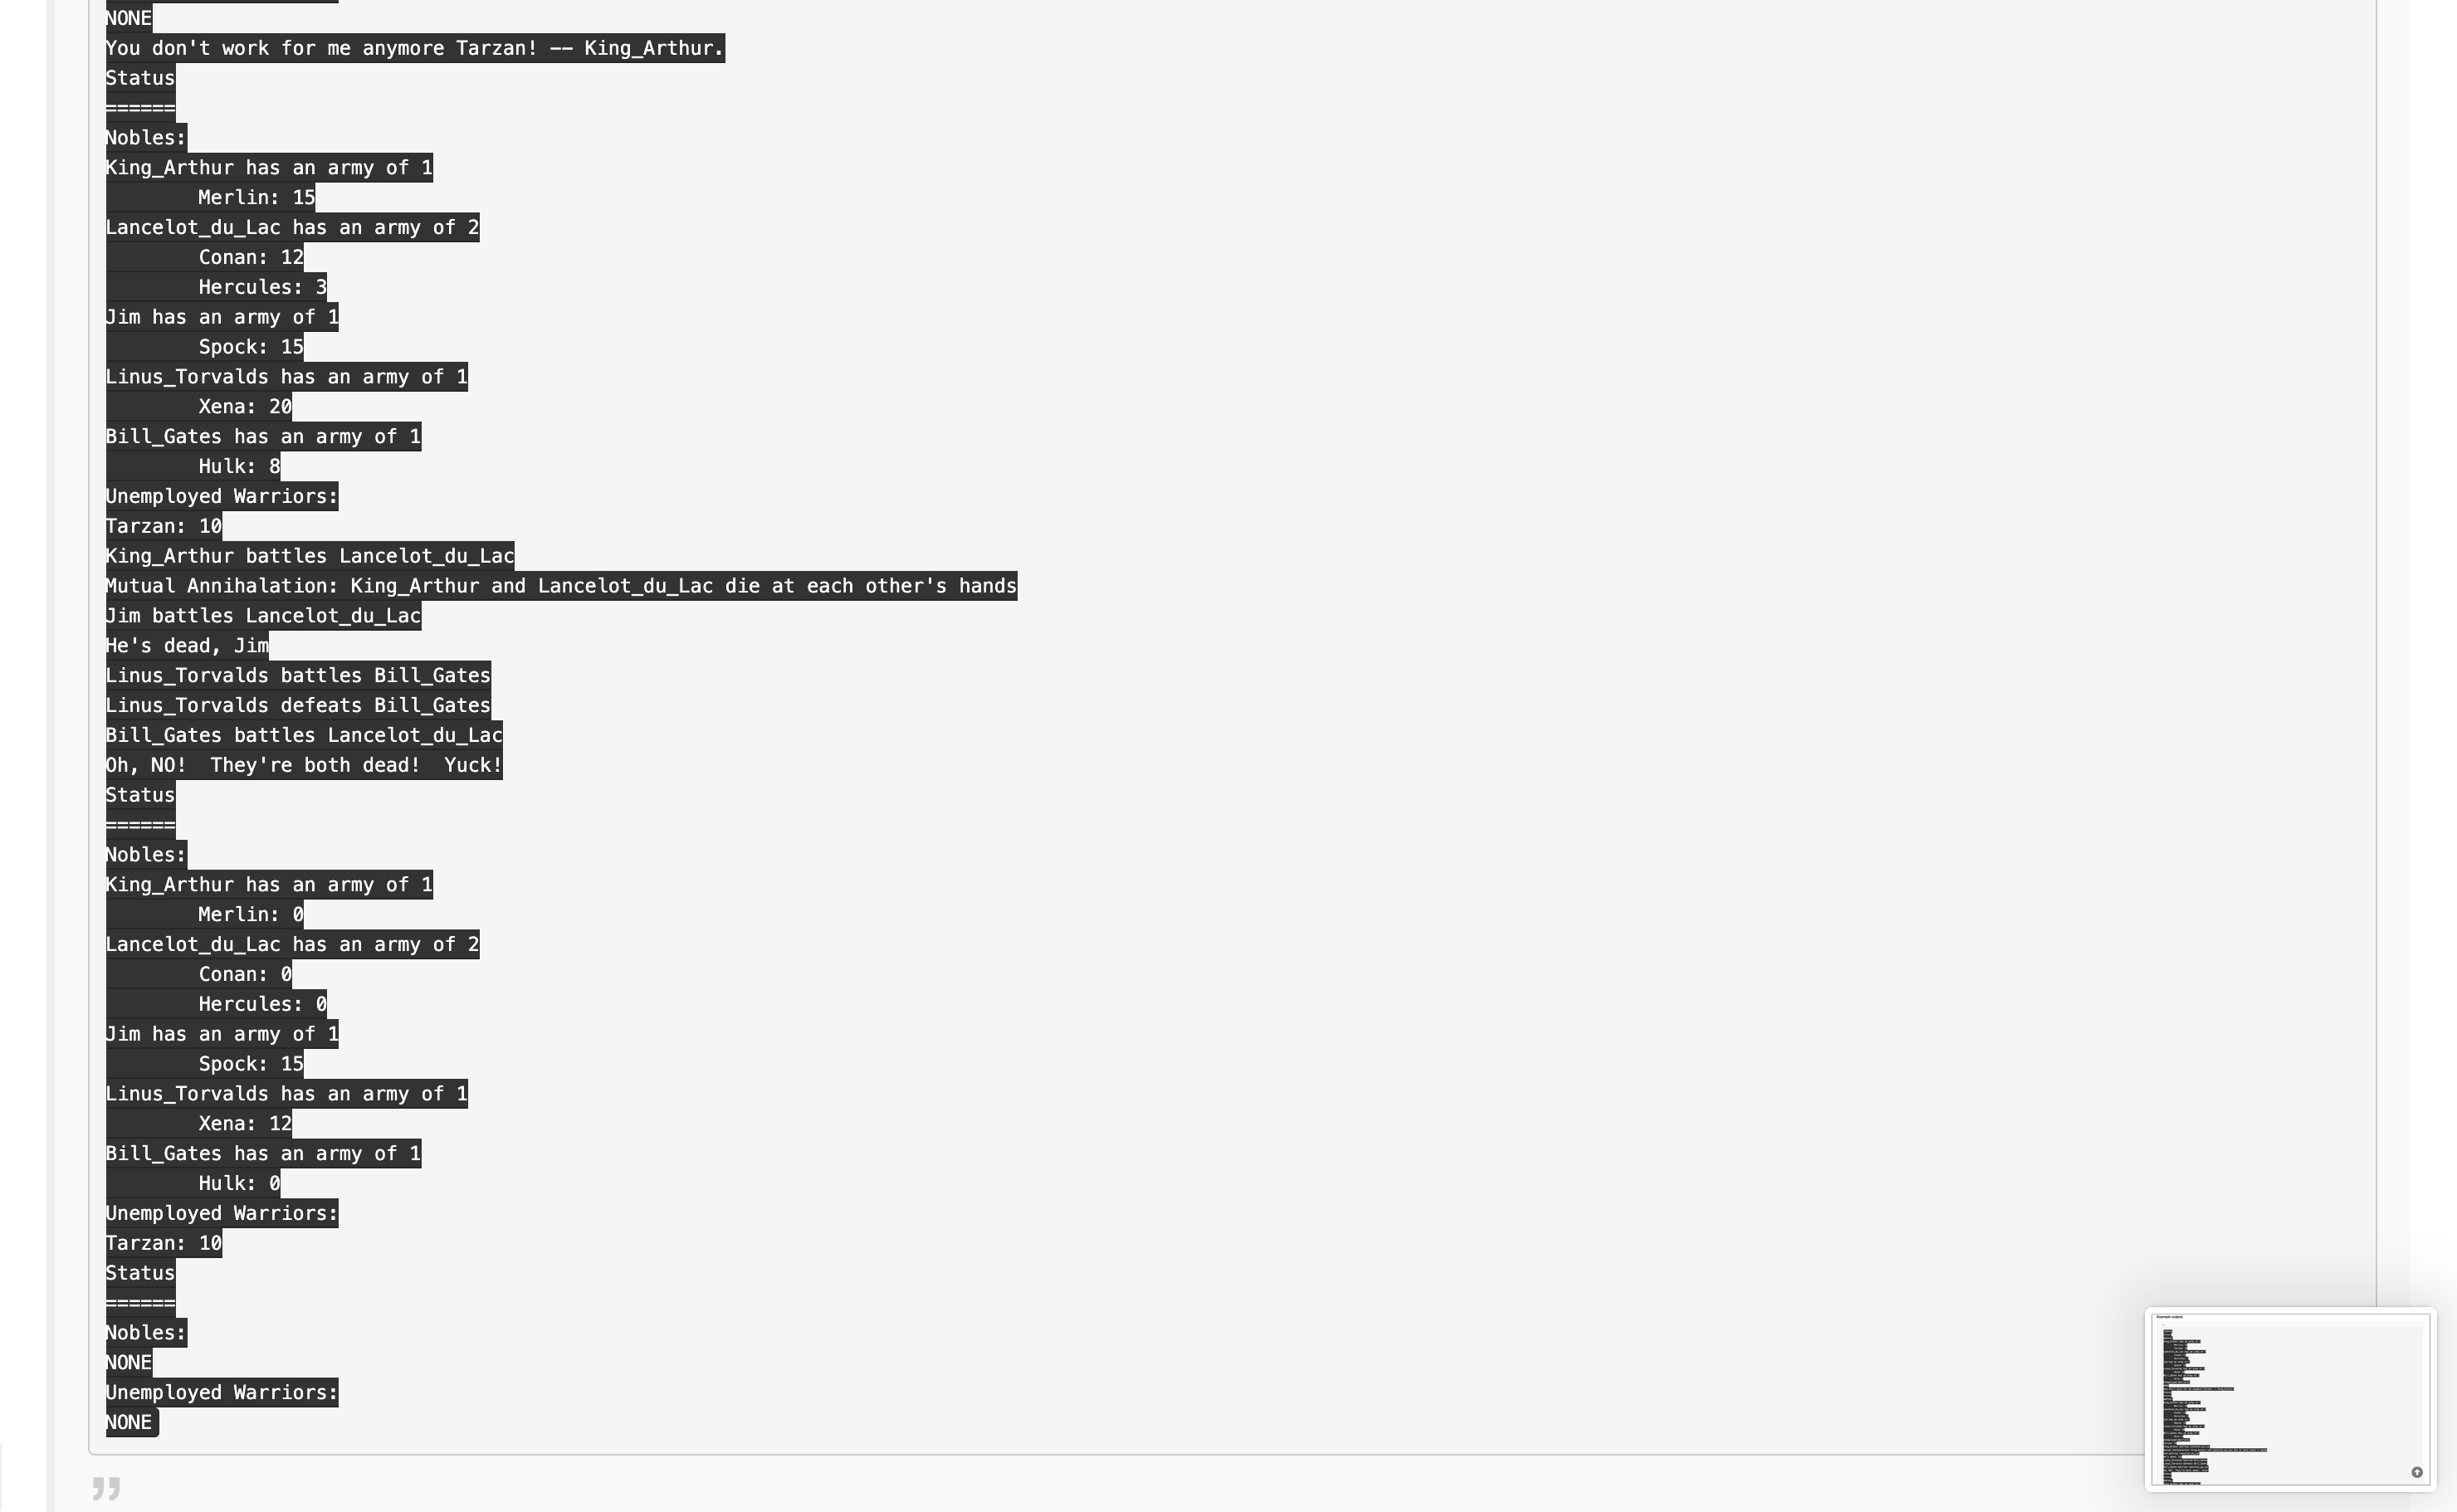 NONE
You don't work for me anymore Tarzan! -- King_Arthur.
Status
======
Nobles:
King_Arthur has an army of 1
        Merlin: 15
Lancelot_du_Lac has an army of 2
        Conan: 12
        Hercules: 3
Jim has an army of 1
        Spock: 15
Linus_Torvalds has an army of 1
        Xena: 20
Bill_Gates has an army of 1
        Hulk: 8
Unemployed Warriors:
Tarzan: 10
King_Arthur battles Lancelot_du_Lac
Mutual Annihalation: King_Arthur and Lancelot_du_Lac die at each other's hands
Jim battles Lancelot_du_Lac
He's dead, Jim
Linus_Torvalds battles Bill_Gates
Linus_Torvalds defeats Bill_Gates
Bill_Gates battles Lancelot_du_Lac
Oh, NO!  They're both dead!  Yuck!
Status
======
Nobles:
King_Arthur has an army of 1
        Merlin: 0
Lancelot_du_Lac has an army of 2
        Conan: 0
        Hercules: 0
Jim has an army of 1
        Spock: 15
Linus_Torvalds has an army of 1
        Xena: 12
Bill_Gates has an army of 1
        Hulk: 0
Unemployed Warriors:
Tarzan: 10
Status
======
Nobles:
NONE
Unemployed Warriors:
NONE
”